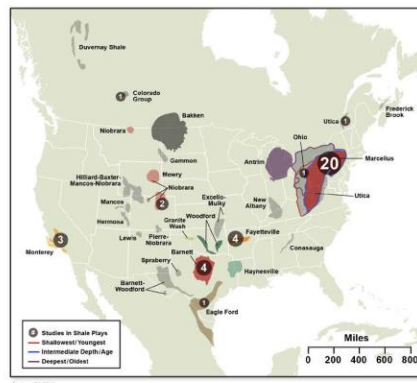 Duvernay Shale
1
Colorado
Group
Bakken
Utica
1
Frederick
Brook
Niobrara
Gammon
Ohio
Antrim
20
1
Marcellus
Hilliard-Baxter-
Mancos-Niobrara
Mowry
Niobrara
2
Excello-
Mulky
New
Albany
Utica
Mancos
Hermosa
Woodford
Granite
Wash
Lewis
Pierre-
Niobrara
4
Fayetteville
3
Monterey
Barnett
4
Conasauga
Spraberry
Haynesville
Barnett-
Woodford
1
Eagle Ford
Studies in Shale Plays
Shallowest/Youngest
Intermediate Depth/Age
Deepest/Oldest
Miles
0 200 400 600 800